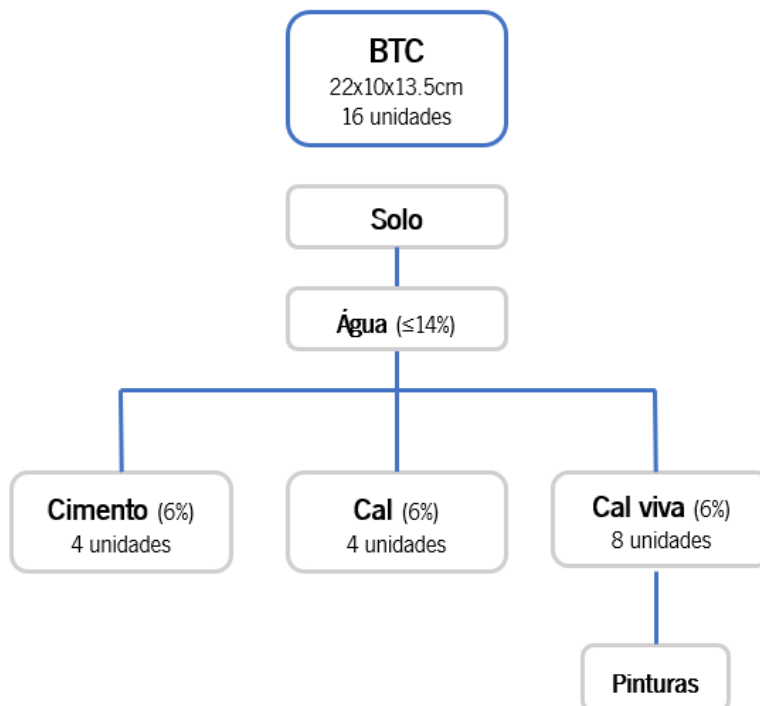 BTC
22x10x13.5cm
16 unidades
Solo
Água (≤14%)
Cimento (6%)
4 unidades
Cal (6%)
4 unidades
Cal viva (6%)
8 unidades
Pinturas